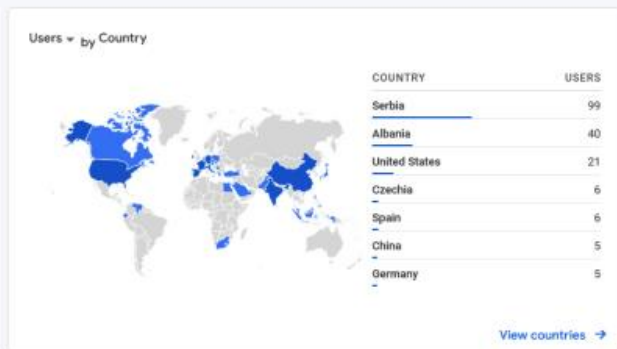 Users by Country
COUNTRY USERS
Serbia 99
Albania 40
United States 21
Czechia 6
Spain 6
China 5
Germany 5
View countries →